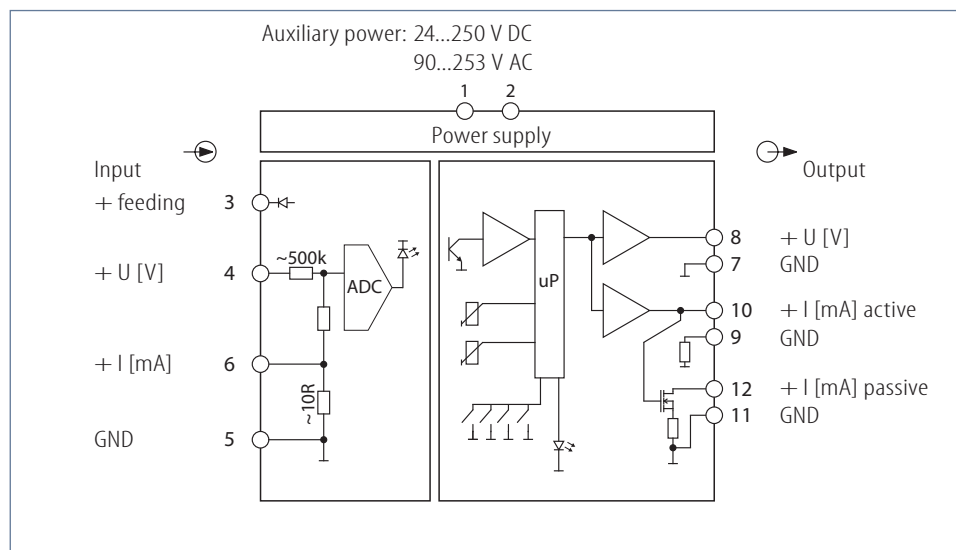 Auxiliary power: 24...250 V DC
90...253 V AC
1 2
Power supply
Input
Output
+ feeding 3
+ U [V] 4
~500k
ADC
uP
8 + U [V]
7 GND
10 + I [mA] active
9 GND
+ I [mA] 6
~10R
12 + I [mA] passive
11 GND
GND 5